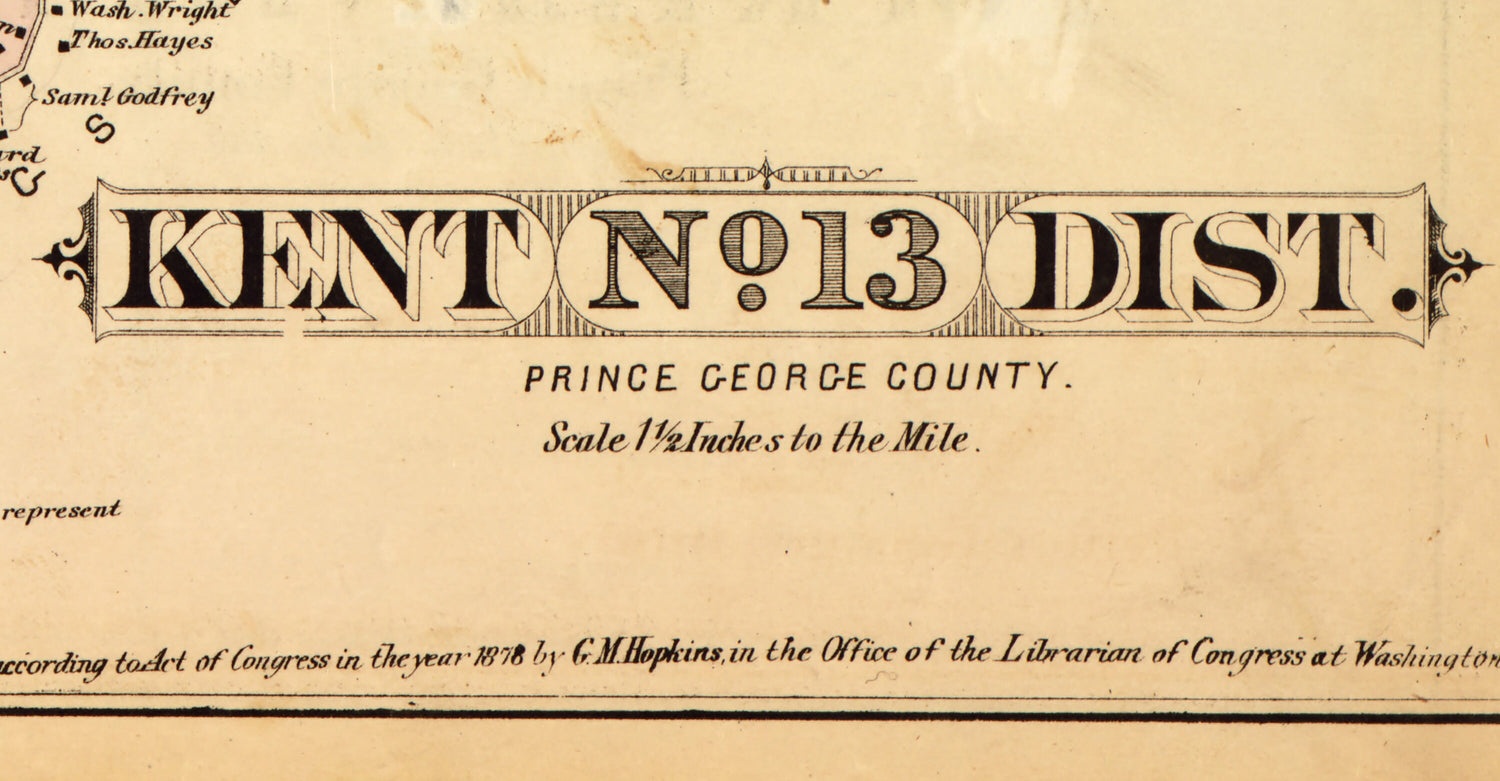 Wash. Wright
Thos. Hayes
Saml Godfrey
S
KENT No. 13 DIST.
PRINCE GEORGE COUNTY.
Scale 1 1/2 Inches to the Mile.
represent
according to Act of Congress in the year 1878 by G.M. Hopkins, in the Office of the Librarian of Congress at Washington